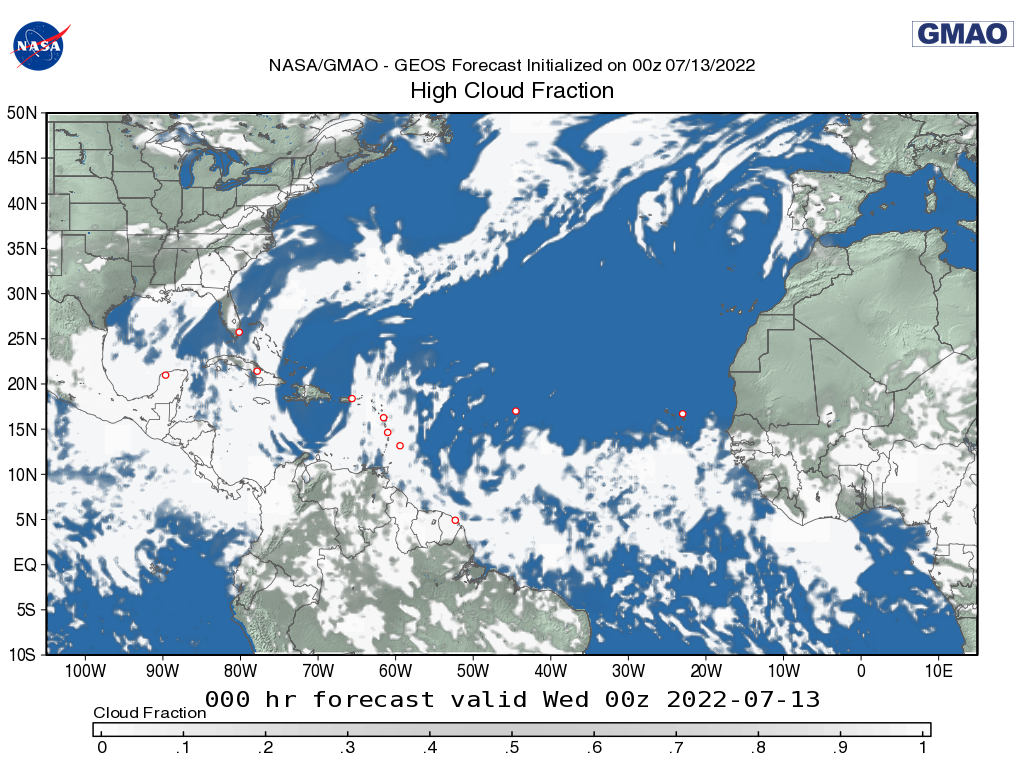 NASA
GMAO
NASA/GMAO - GEOS Forecast Initialized on 00z 07/13/2022
High Cloud Fraction
50N
45N
40N
35N
30N
25N
20N
15N
10N
5N
EQ
5S
10S
100W 90W 80W 70W 60W 50W 40W 30W 20W 10W 0 10E
000 hr forecast valid Wed 00z 2022-07-13
Cloud Fraction
0 .1 .2 .3 .4 .5 .6 .7 .8 .9 1